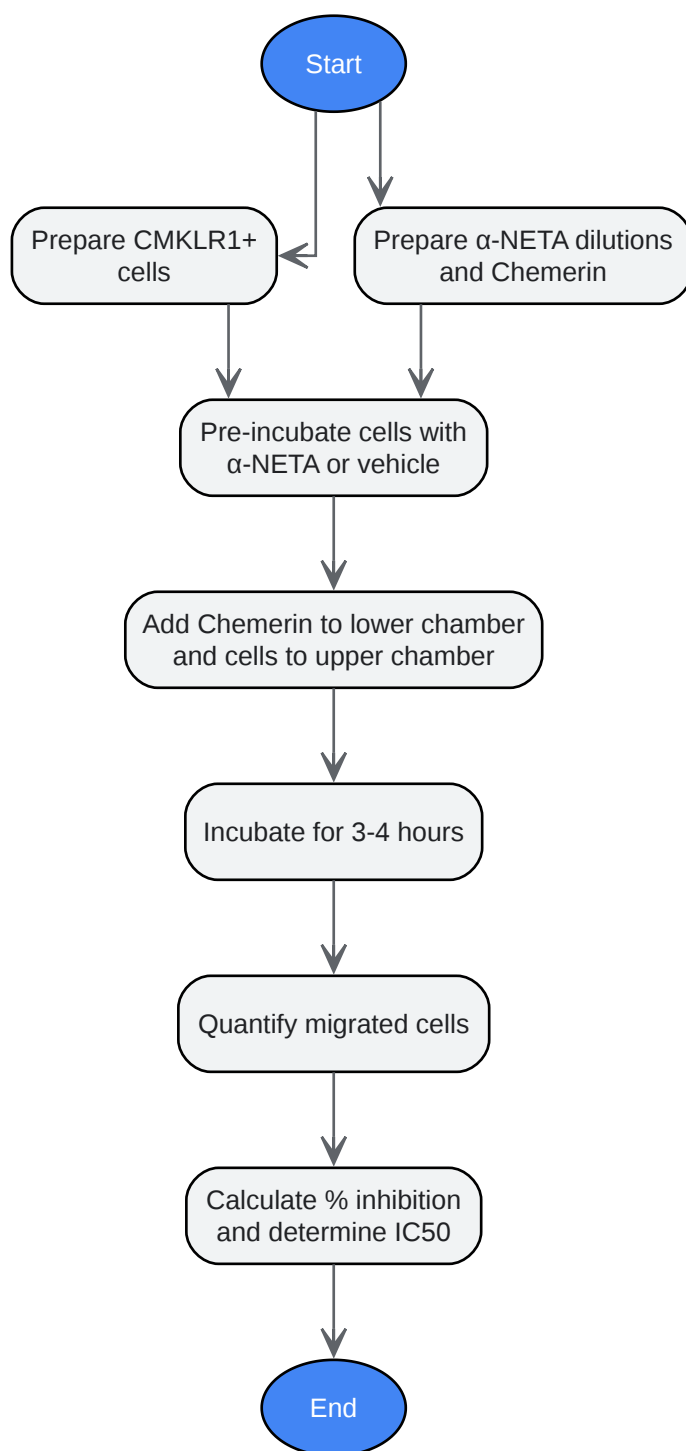 Start
Prepare CMKLR1+
cells
Prepare α-NETA dilutions
and Chemerin
Pre-incubate cells with
α-NETA or vehicle
Add Chemerin to lower chamber
and cells to upper chamber
Incubate for 3-4 hours
Quantify migrated cells
Calculate % inhibition
and determine IC50
End